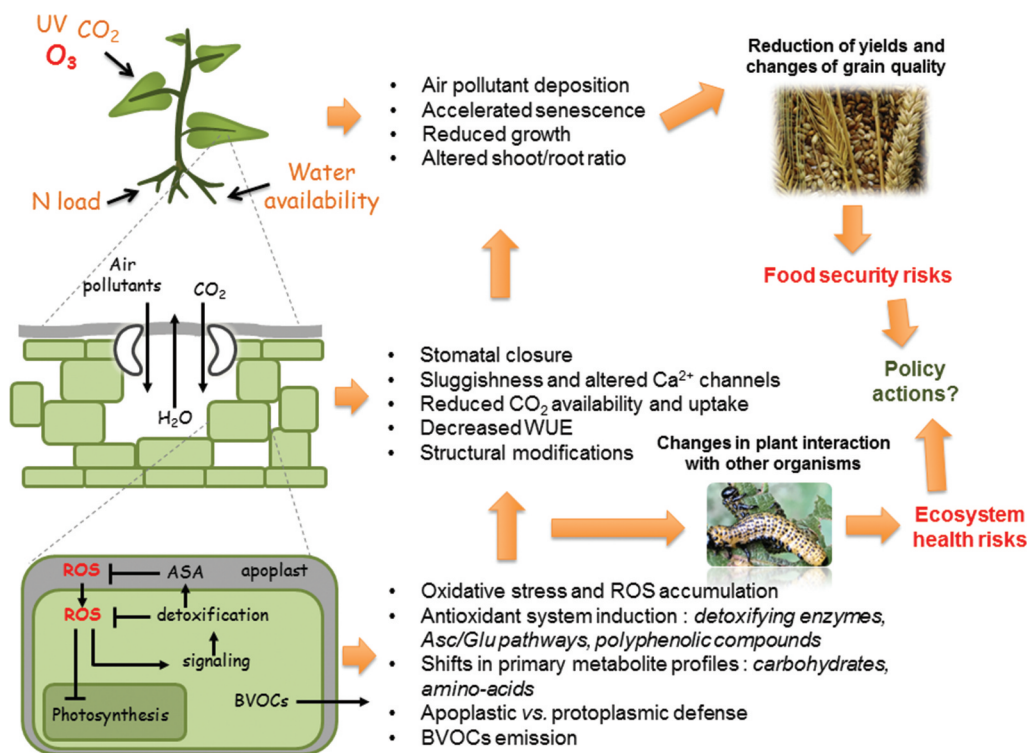 UV CO₂
O₃
N load
Water
availability
• Air pollutant deposition
• Accelerated senescence
• Reduced growth
• Altered shoot/root ratio
Reduction of yields and
changes of grain quality
Food security risks
Policy
actions?
Air
pollutants
CO₂
H₂O
• Stomatal closure
• Sluggishness and altered Ca²⁺ channels
• Reduced CO₂ availability and uptake
• Decreased WUE
• Structural modifications
Changes in plant interaction
with other organisms
Ecosystem
health risks
ROS
ASA
apoplast
ROS
detoxification
signaling
BVOCs
Photosynthesis
• Oxidative stress and ROS accumulation
• Antioxidant system induction : detoxifying enzymes,
Asc/Glu pathways, polyphenolic compounds
• Shifts in primary metabolite profiles : carbohydrates,
amino-acids
• Apoplastic vs. protoplasmic defense
• BVOCs emission